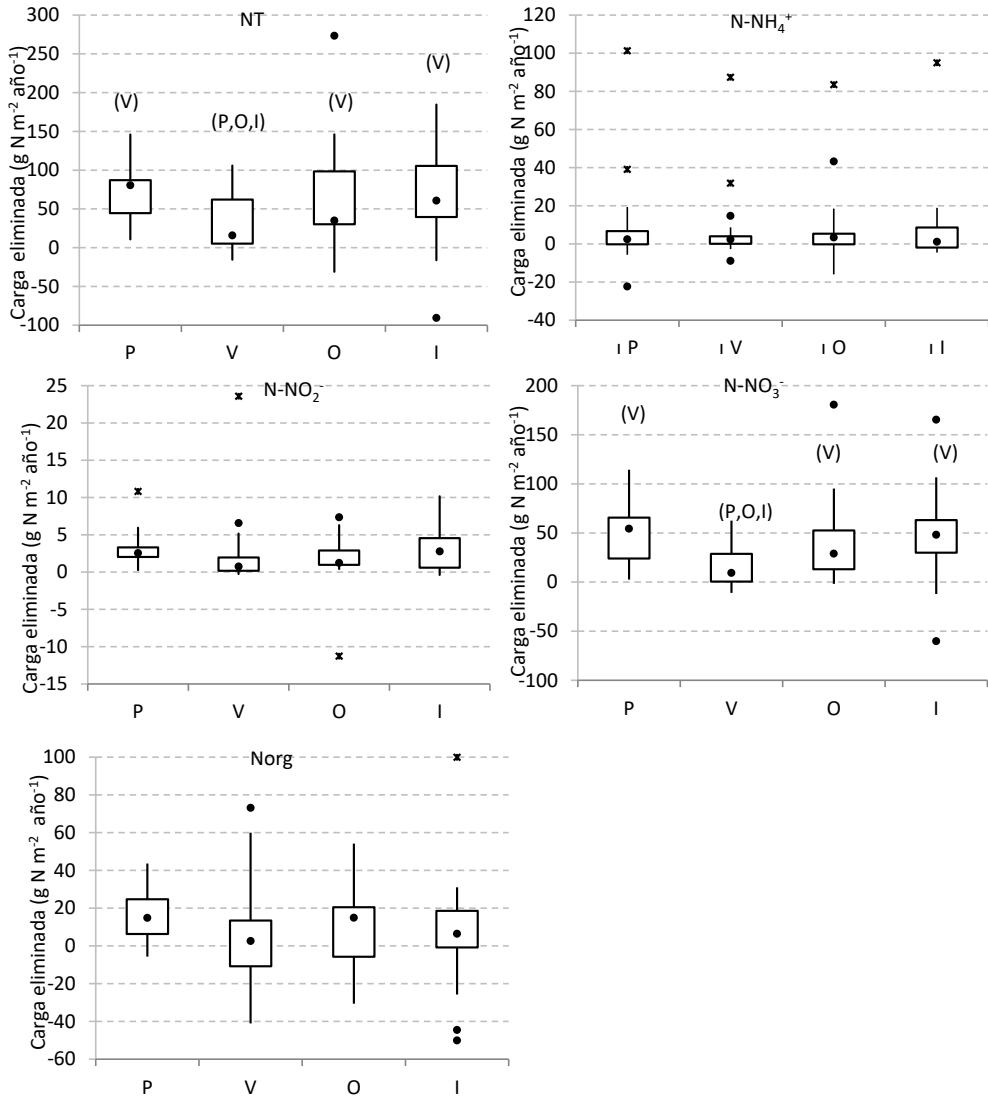 NT
Carga eliminada (g N m⁻² año⁻¹)
300
250
200
150
100
50
0
-50
-100
(V)
(P,O,I)
(V)
(V)
P V O I
N-NH₄⁺
Carga eliminada (g N m⁻² año⁻¹)
120
100
80
60
40
20
0
-20
-40
ı P ı V ı O ı I
N-NO₂⁻
Carga eliminada (g N m⁻² año⁻¹)
25
20
15
10
5
0
-5
-10
-15
P V O I
N-NO₃⁻
Carga eliminada (g N m⁻² año⁻¹)
200
150
100
50
0
-50
-100
(V)
(P,O,I)
(V)
(V)
P V O I
Norg
Carga eliminada (g N m⁻² año⁻¹)
100
80
60
40
20
0
-20
-40
-60
P V O I